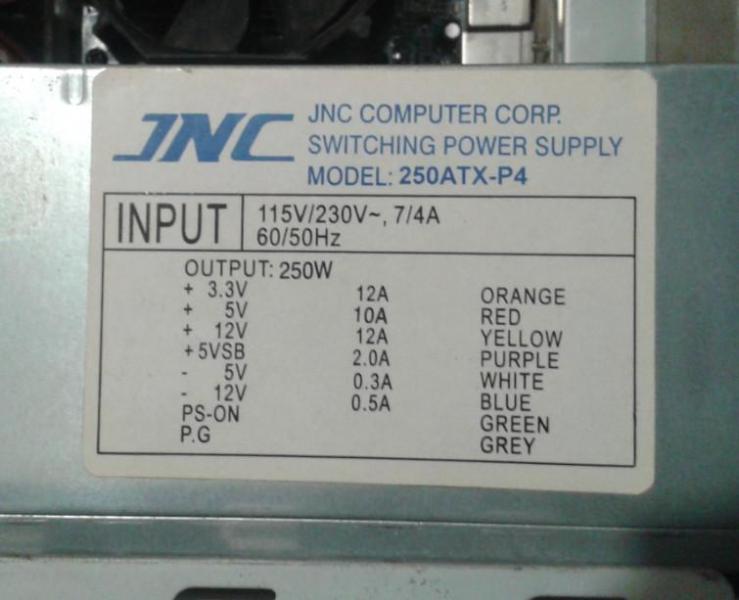 JNC
JNC COMPUTER CORP.
SWITCHING POWER SUPPLY
MODEL: 250ATX-P4
INPUT
115V/230V~, 7/4A
60/50Hz
OUTPUT: 250W
+ 3.3V 12A ORANGE
+ 5V 10A RED
+ 12V 12A YELLOW
+5VSB 2.0A PURPLE
- 5V 0.3A WHITE
- 12V 0.5A BLUE
PS-ON GREEN
P.G GREY